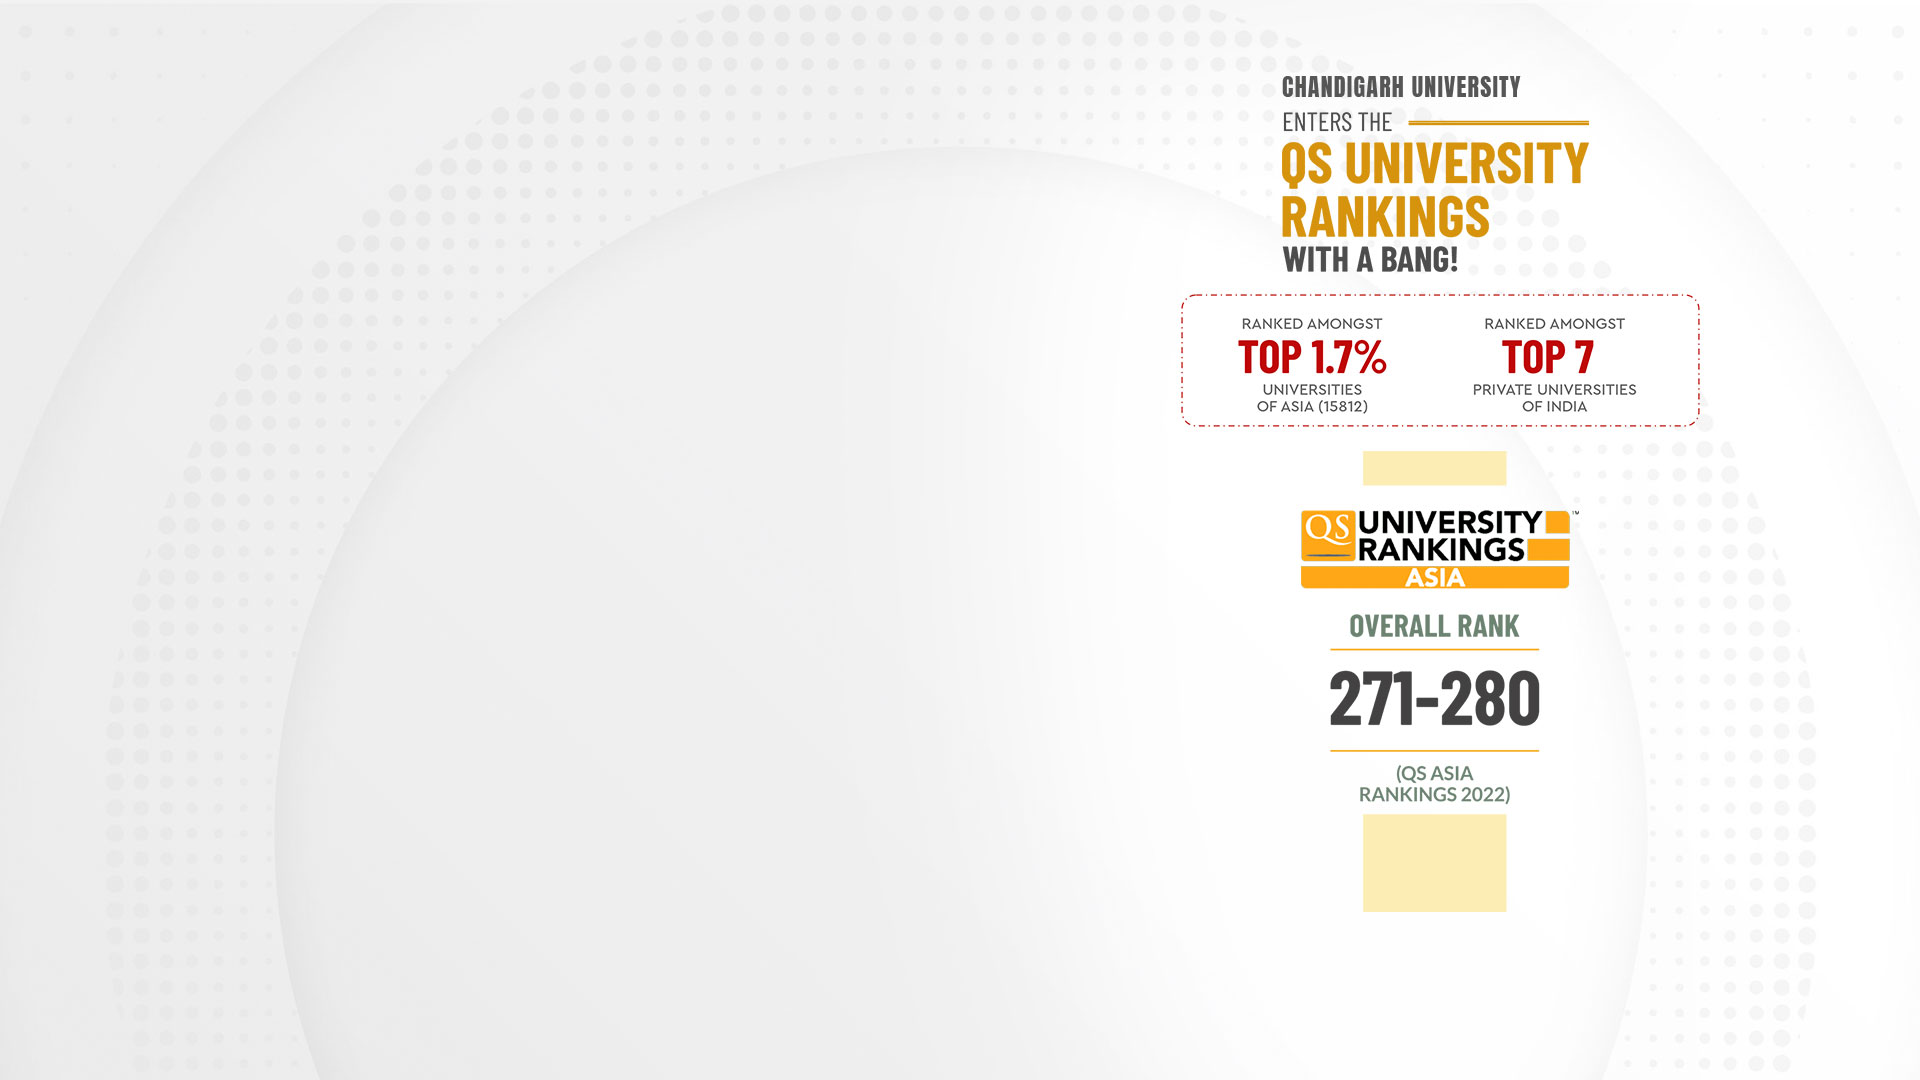 CHANDIGARH UNIVERSITY
ENTERS THE
QS UNIVERSITY
RANKINGS
WITH A BANG!
RANKED AMONGST
TOP 1.7%
UNIVERSITIES
OF ASIA (15812)
RANKED AMONGST
TOP 7
PRIVATE UNIVERSITIES
OF INDIA
QS UNIVERSITY ™
RANKINGS
ASIA
OVERALL RANK
271-280
(QS ASIA
RANKINGS 2022)